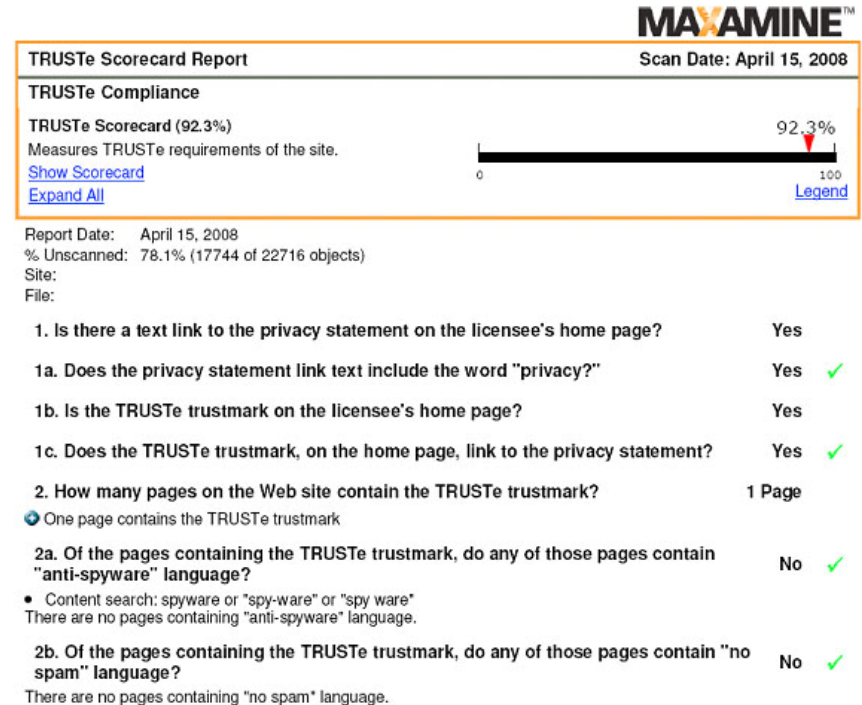 MAXAMINE™
TRUSTe Scorecard Report Scan Date: April 15, 2008
TRUSTe Compliance
TRUSTe Scorecard (92.3%) 92.3%
Measures TRUSTe requirements of the site.
Show Scorecard 0 100
Expand All Legend
Report Date: April 15, 2008
% Unscanned: 78.1% (17744 of 22716 objects)
Site:
File:
1. Is there a text link to the privacy statement on the licensee's home page? Yes
1a. Does the privacy statement link text include the word "privacy?" Yes ✓
1b. Is the TRUSTe trustmark on the licensee's home page? Yes
1c. Does the TRUSTe trustmark, on the home page, link to the privacy statement? Yes ✓
2. How many pages on the Web site contain the TRUSTe trustmark? 1 Page
One page contains the TRUSTe trustmark
2a. Of the pages containing the TRUSTe trustmark, do any of those pages contain
"anti-spyware" language? No ✓
• Content search: spyware or "spy-ware" or "spy ware"
There are no pages containing "anti-spyware" language.
2b. Of the pages containing the TRUSTe trustmark, do any of those pages contain "no
spam" language? No ✓
There are no pages containing "no spam" language.